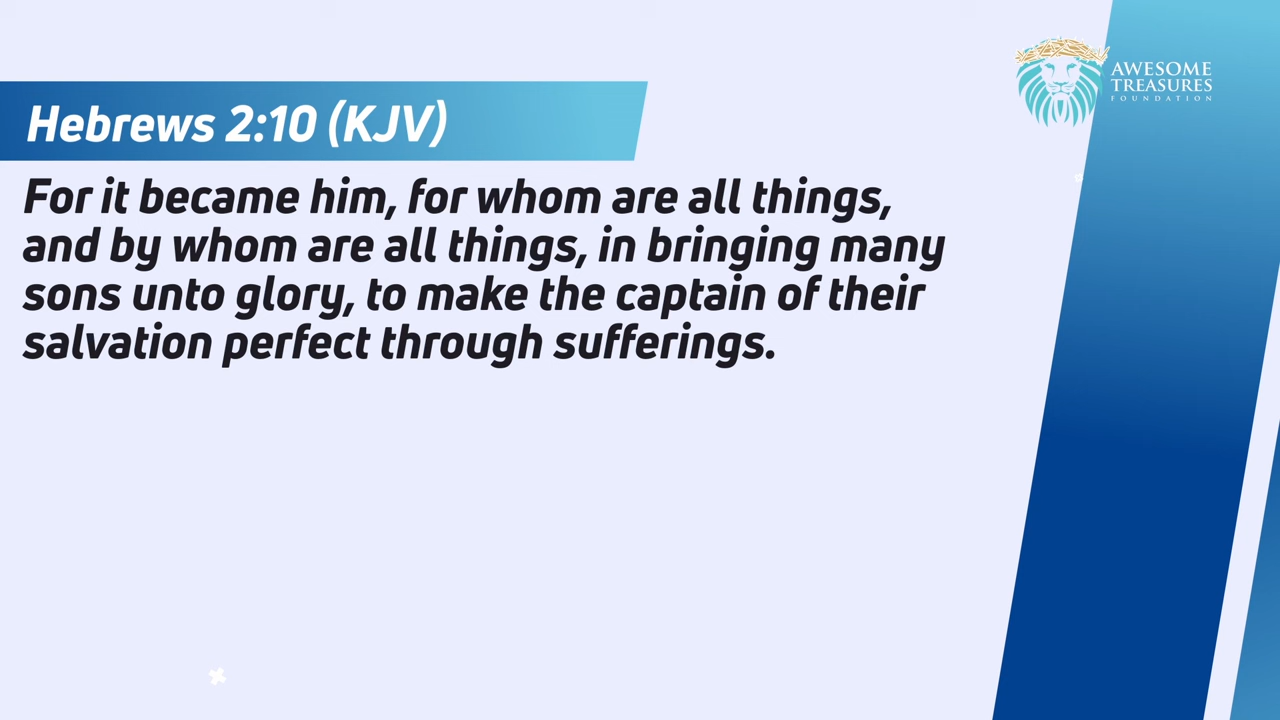 AWESOME
TREASURES
FOUNDATION
Hebrews 2:10 (KJV)
For it became him, for whom are all things,
and by whom are all things, in bringing many
sons unto glory, to make the captain of their
salvation perfect through sufferings.